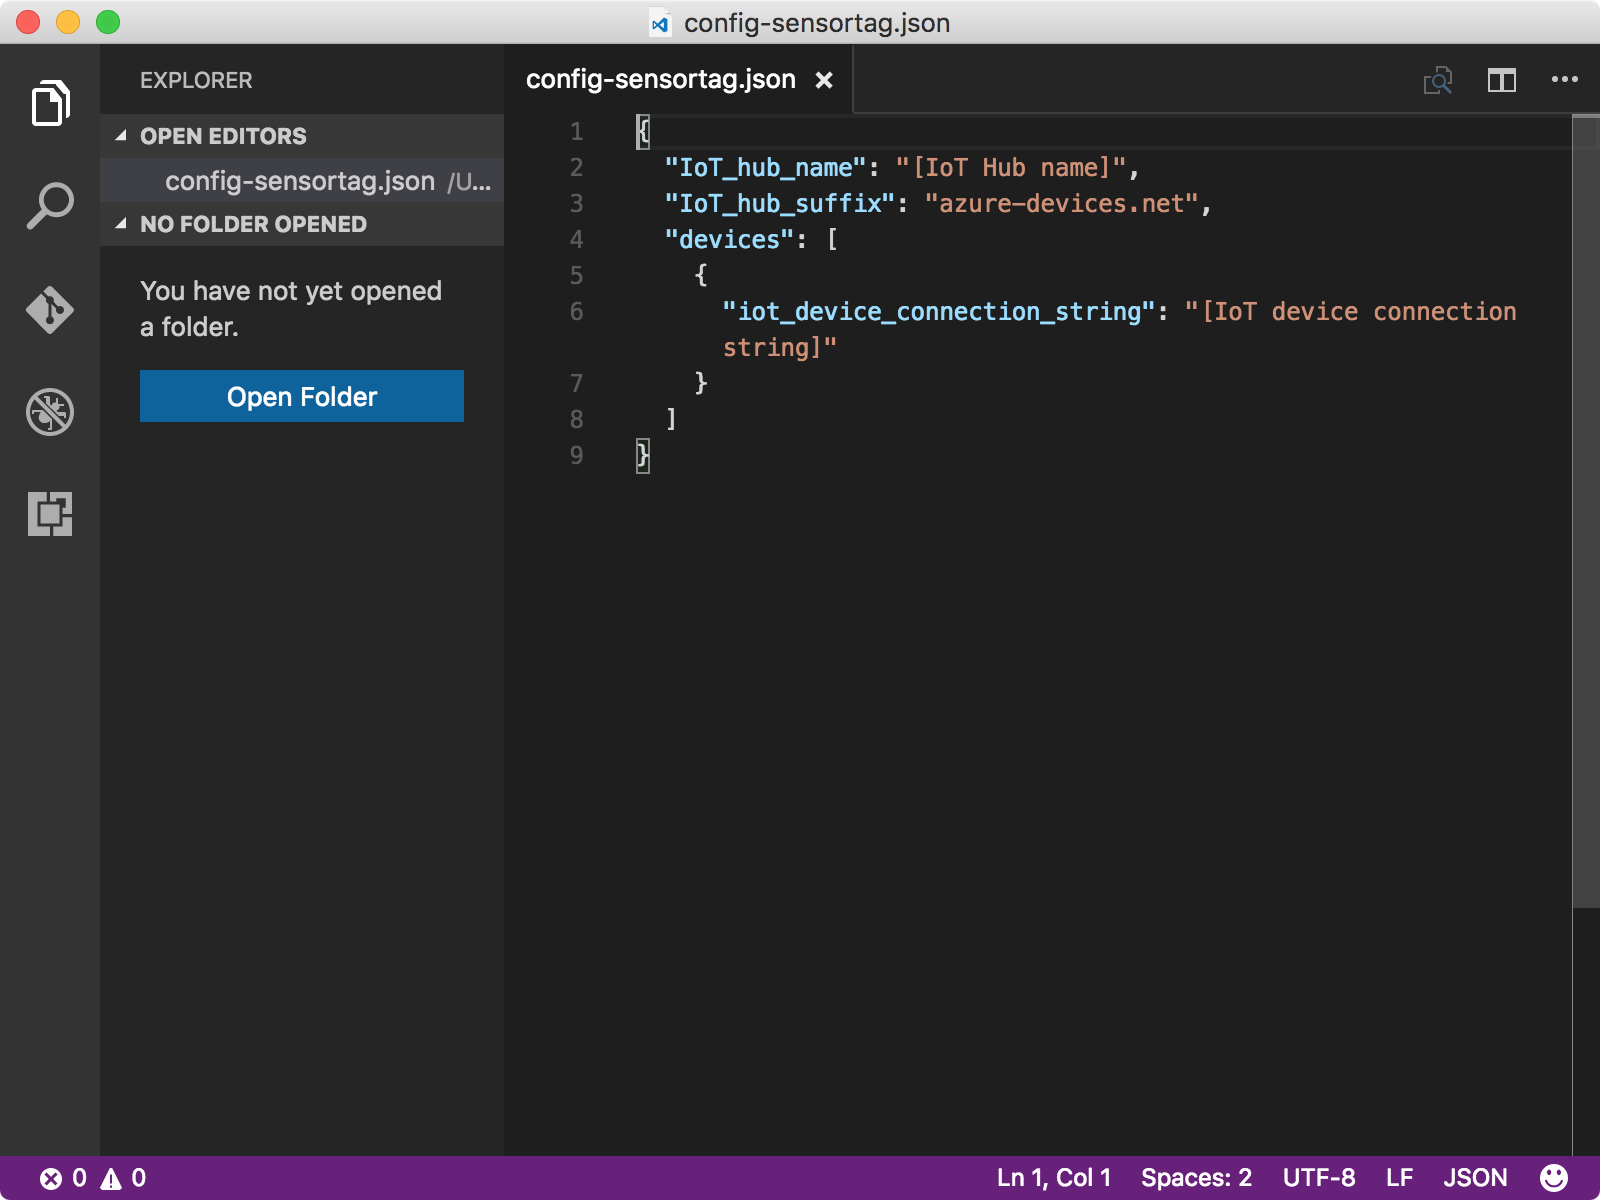 config-sensortag.json
EXPLORER
OPEN EDITORS
config-sensortag.json /U...
NO FOLDER OPENED
You have not yet opened
a folder.
Open Folder
config-sensortag.json
1 {
2 "IoT_hub_name": "[IoT Hub name]",
3 "IoT_hub_suffix": "azure-devices.net",
4 "devices": [
5 {
6 "iot_device_connection_string": "[IoT device connection
string]"
7 }
8 ]
9 }
0 0 Ln 1, Col 1 Spaces: 2 UTF-8 LF JSON